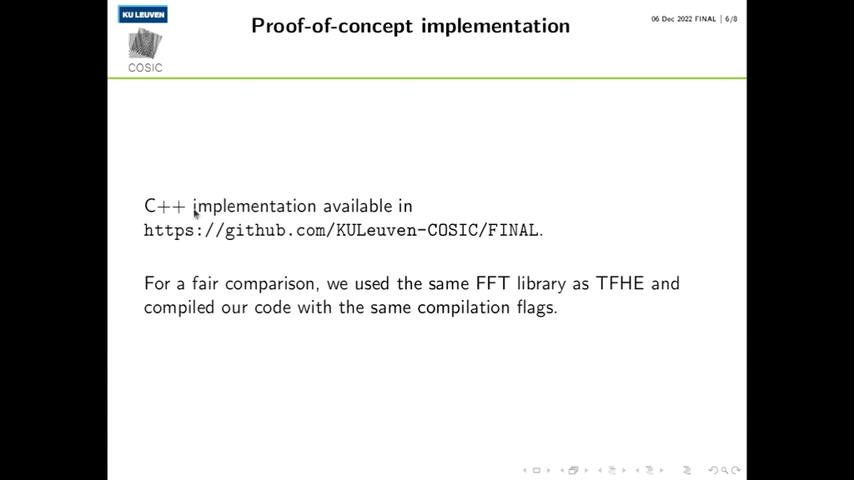 KU LEUVEN
COSIC
Proof-of-concept implementation
06 Dec 2022 FINAL | 6/8
C++ implementation available in
https://github.com/KULeuven-COSIC/FINAL.
For a fair comparison, we used the same FFT library as TFHE and
compiled our code with the same compilation flags.